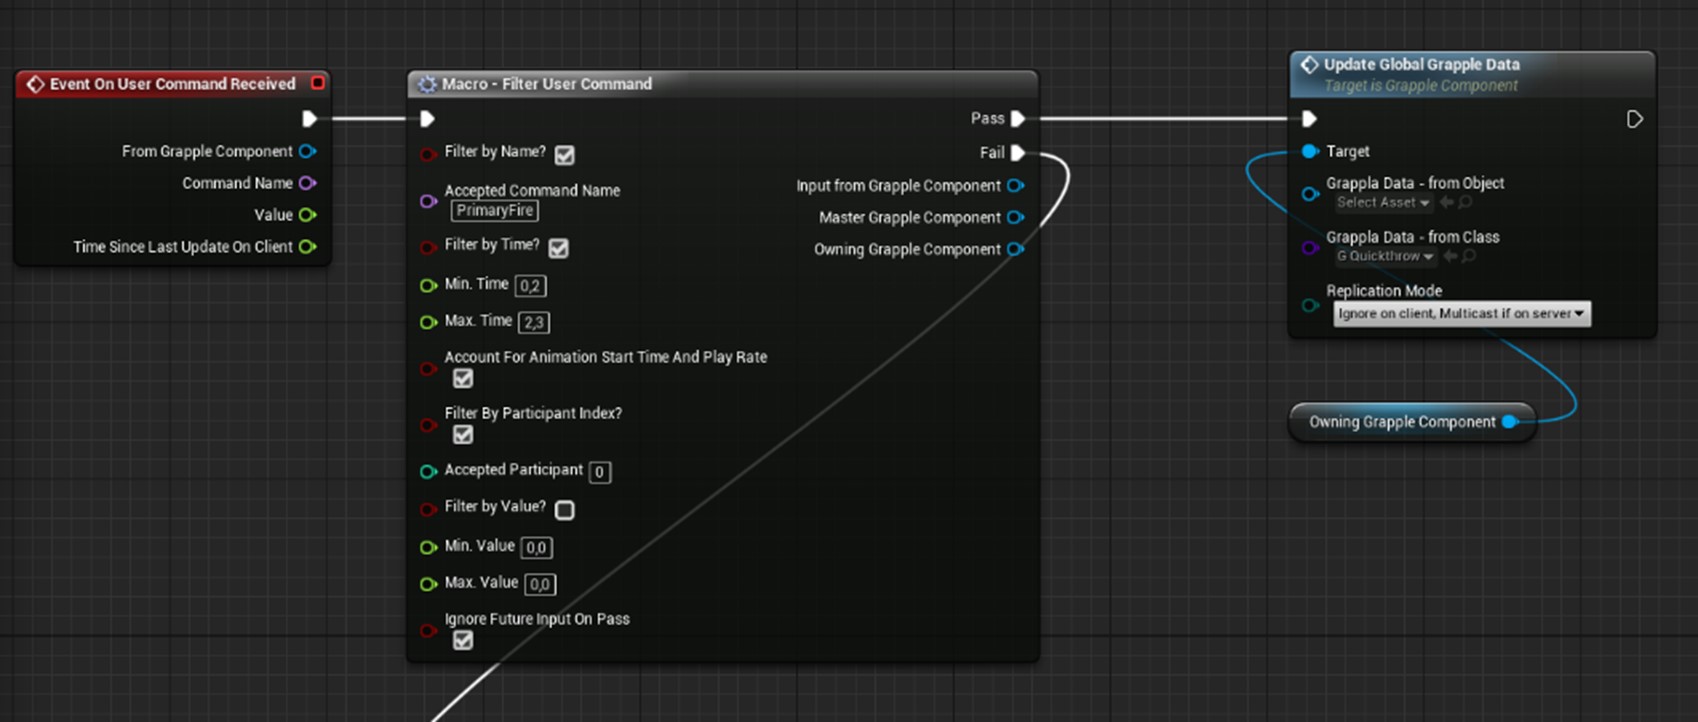 Event On User Command Received
From Grapple Component
Command Name
Value
Time Since Last Update On Client
Macro - Filter User Command
Pass
Filter by Name?
Fail
Accepted Command Name
PrimaryFire
Input from Grapple Component
Master Grapple Component
Filter by Time?
Owning Grapple Component
Min. Time 0,2
Max. Time 2,3
Account For Animation Start Time And Play Rate
Filter By Participant Index?
Accepted Participant 0
Filter by Value?
Min. Value 0,0
Max. Value 0,0
Ignore Future Input On Pass
Update Global Grapple Data
Target is Grapple Component
Target
Grappla Data - from Object
Select Asset
Grappla Data - from Class
G Quickthrow
Replication Mode
Ignore on client, Multicast if on server
Owning Grapple Component